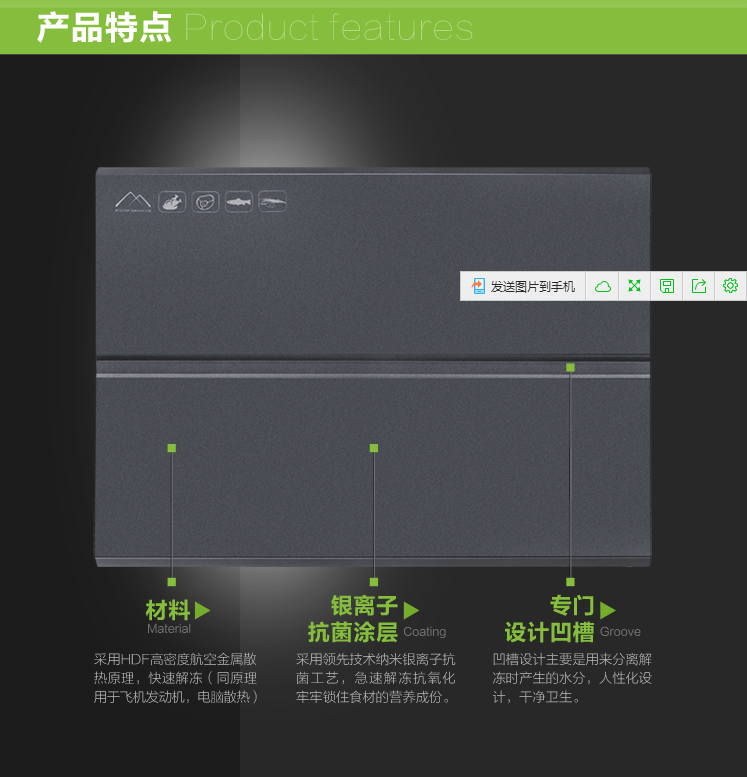 产品特点 Product features
发送图片到手机
材料
Material
采用HDF高密度航空金属散
热原理，快速解冻（同原理
用于飞机发动机，电脑散热）
银离子
抗菌涂层 Coating
采用领先技术纳米银离子抗
菌工艺，急速解冻抗氧化
牢牢锁住食材的营养成份。
专门
设计凹槽 Groove
凹槽设计主要是用来分离解
冻时产生的水分，人性化设
计，干净卫生。